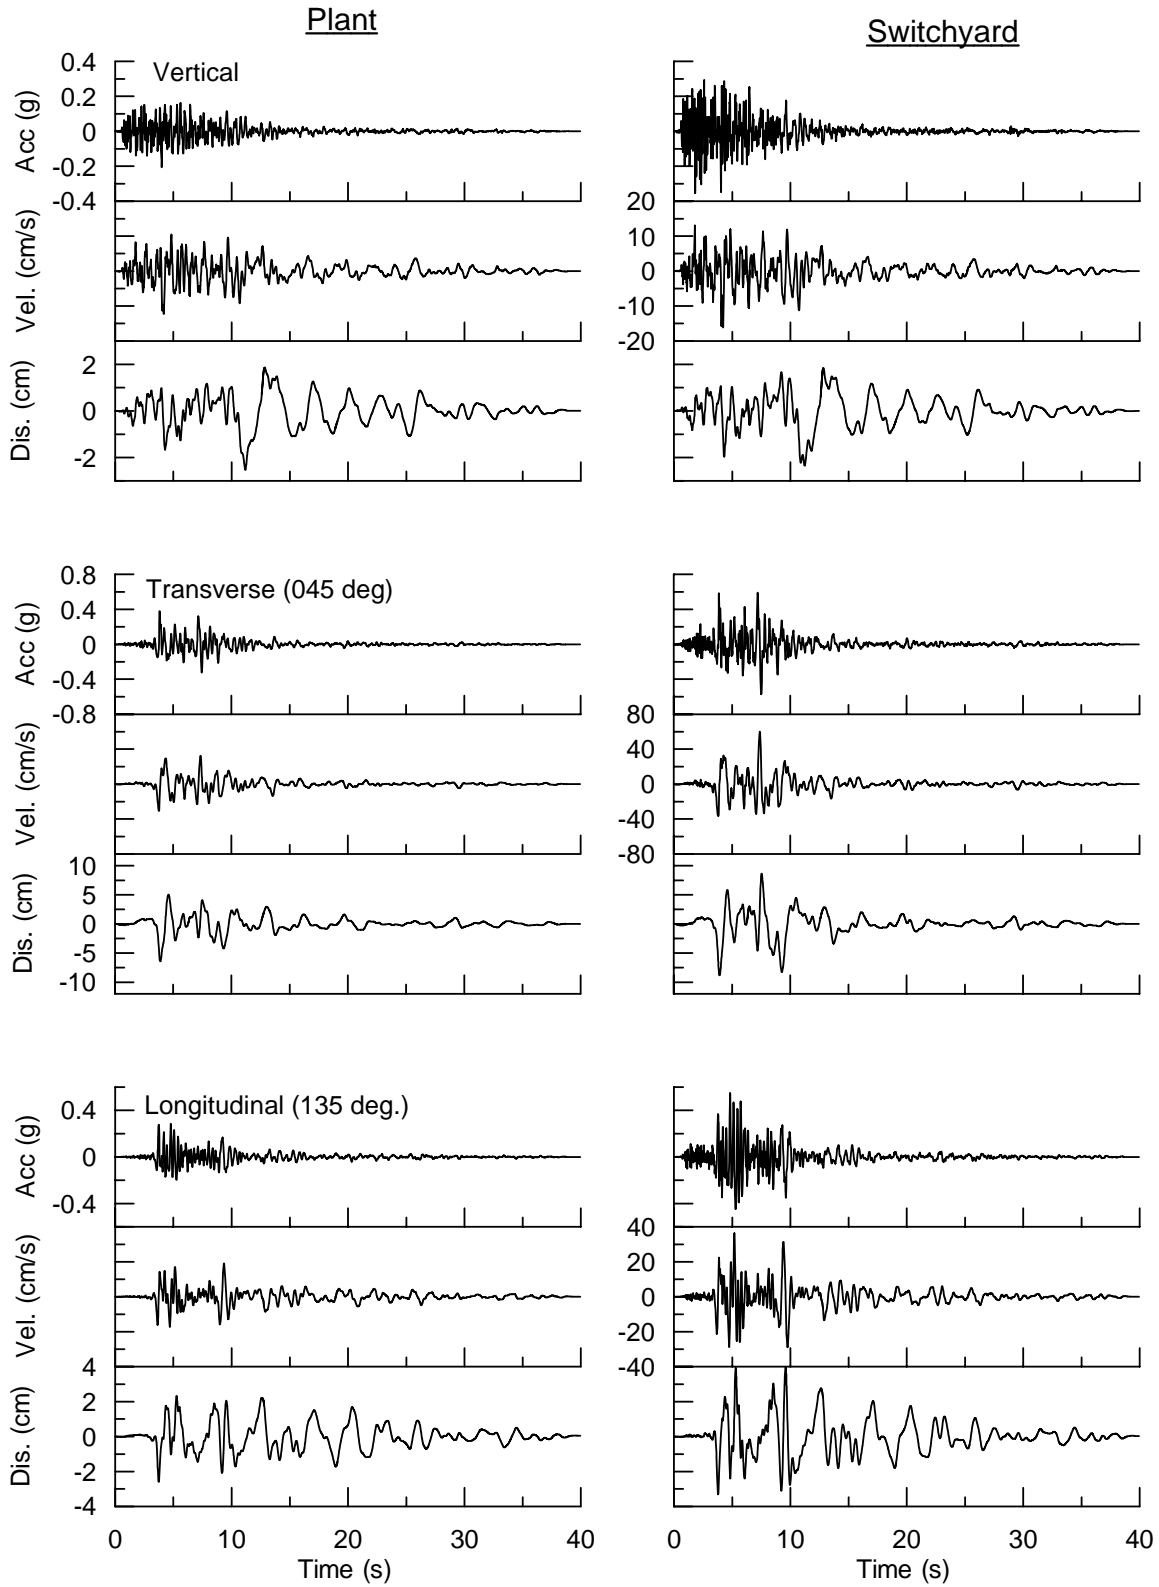 Plant
Switchyard
Vertical
0.4
0.2
0
-0.2
-0.4
Acc (g)
20
10
0
-10
-20
Vel. (cm/s)
2
0
-2
Dis. (cm)
Transverse (045 deg)
0.8
0.4
0
-0.4
-0.8
Acc (g)
80
40
0
-40
-80
Vel. (cm/s)
10
5
0
-5
-10
Dis. (cm)
Longitudinal (135 deg.)
0.4
0
-0.4
Acc (g)
40
20
0
-20
-40
Vel. (cm/s)
4
2
0
-2
-4
Dis. (cm)
0 10 20 30 40
0 10 20 30 40
Time (s)
Time (s)